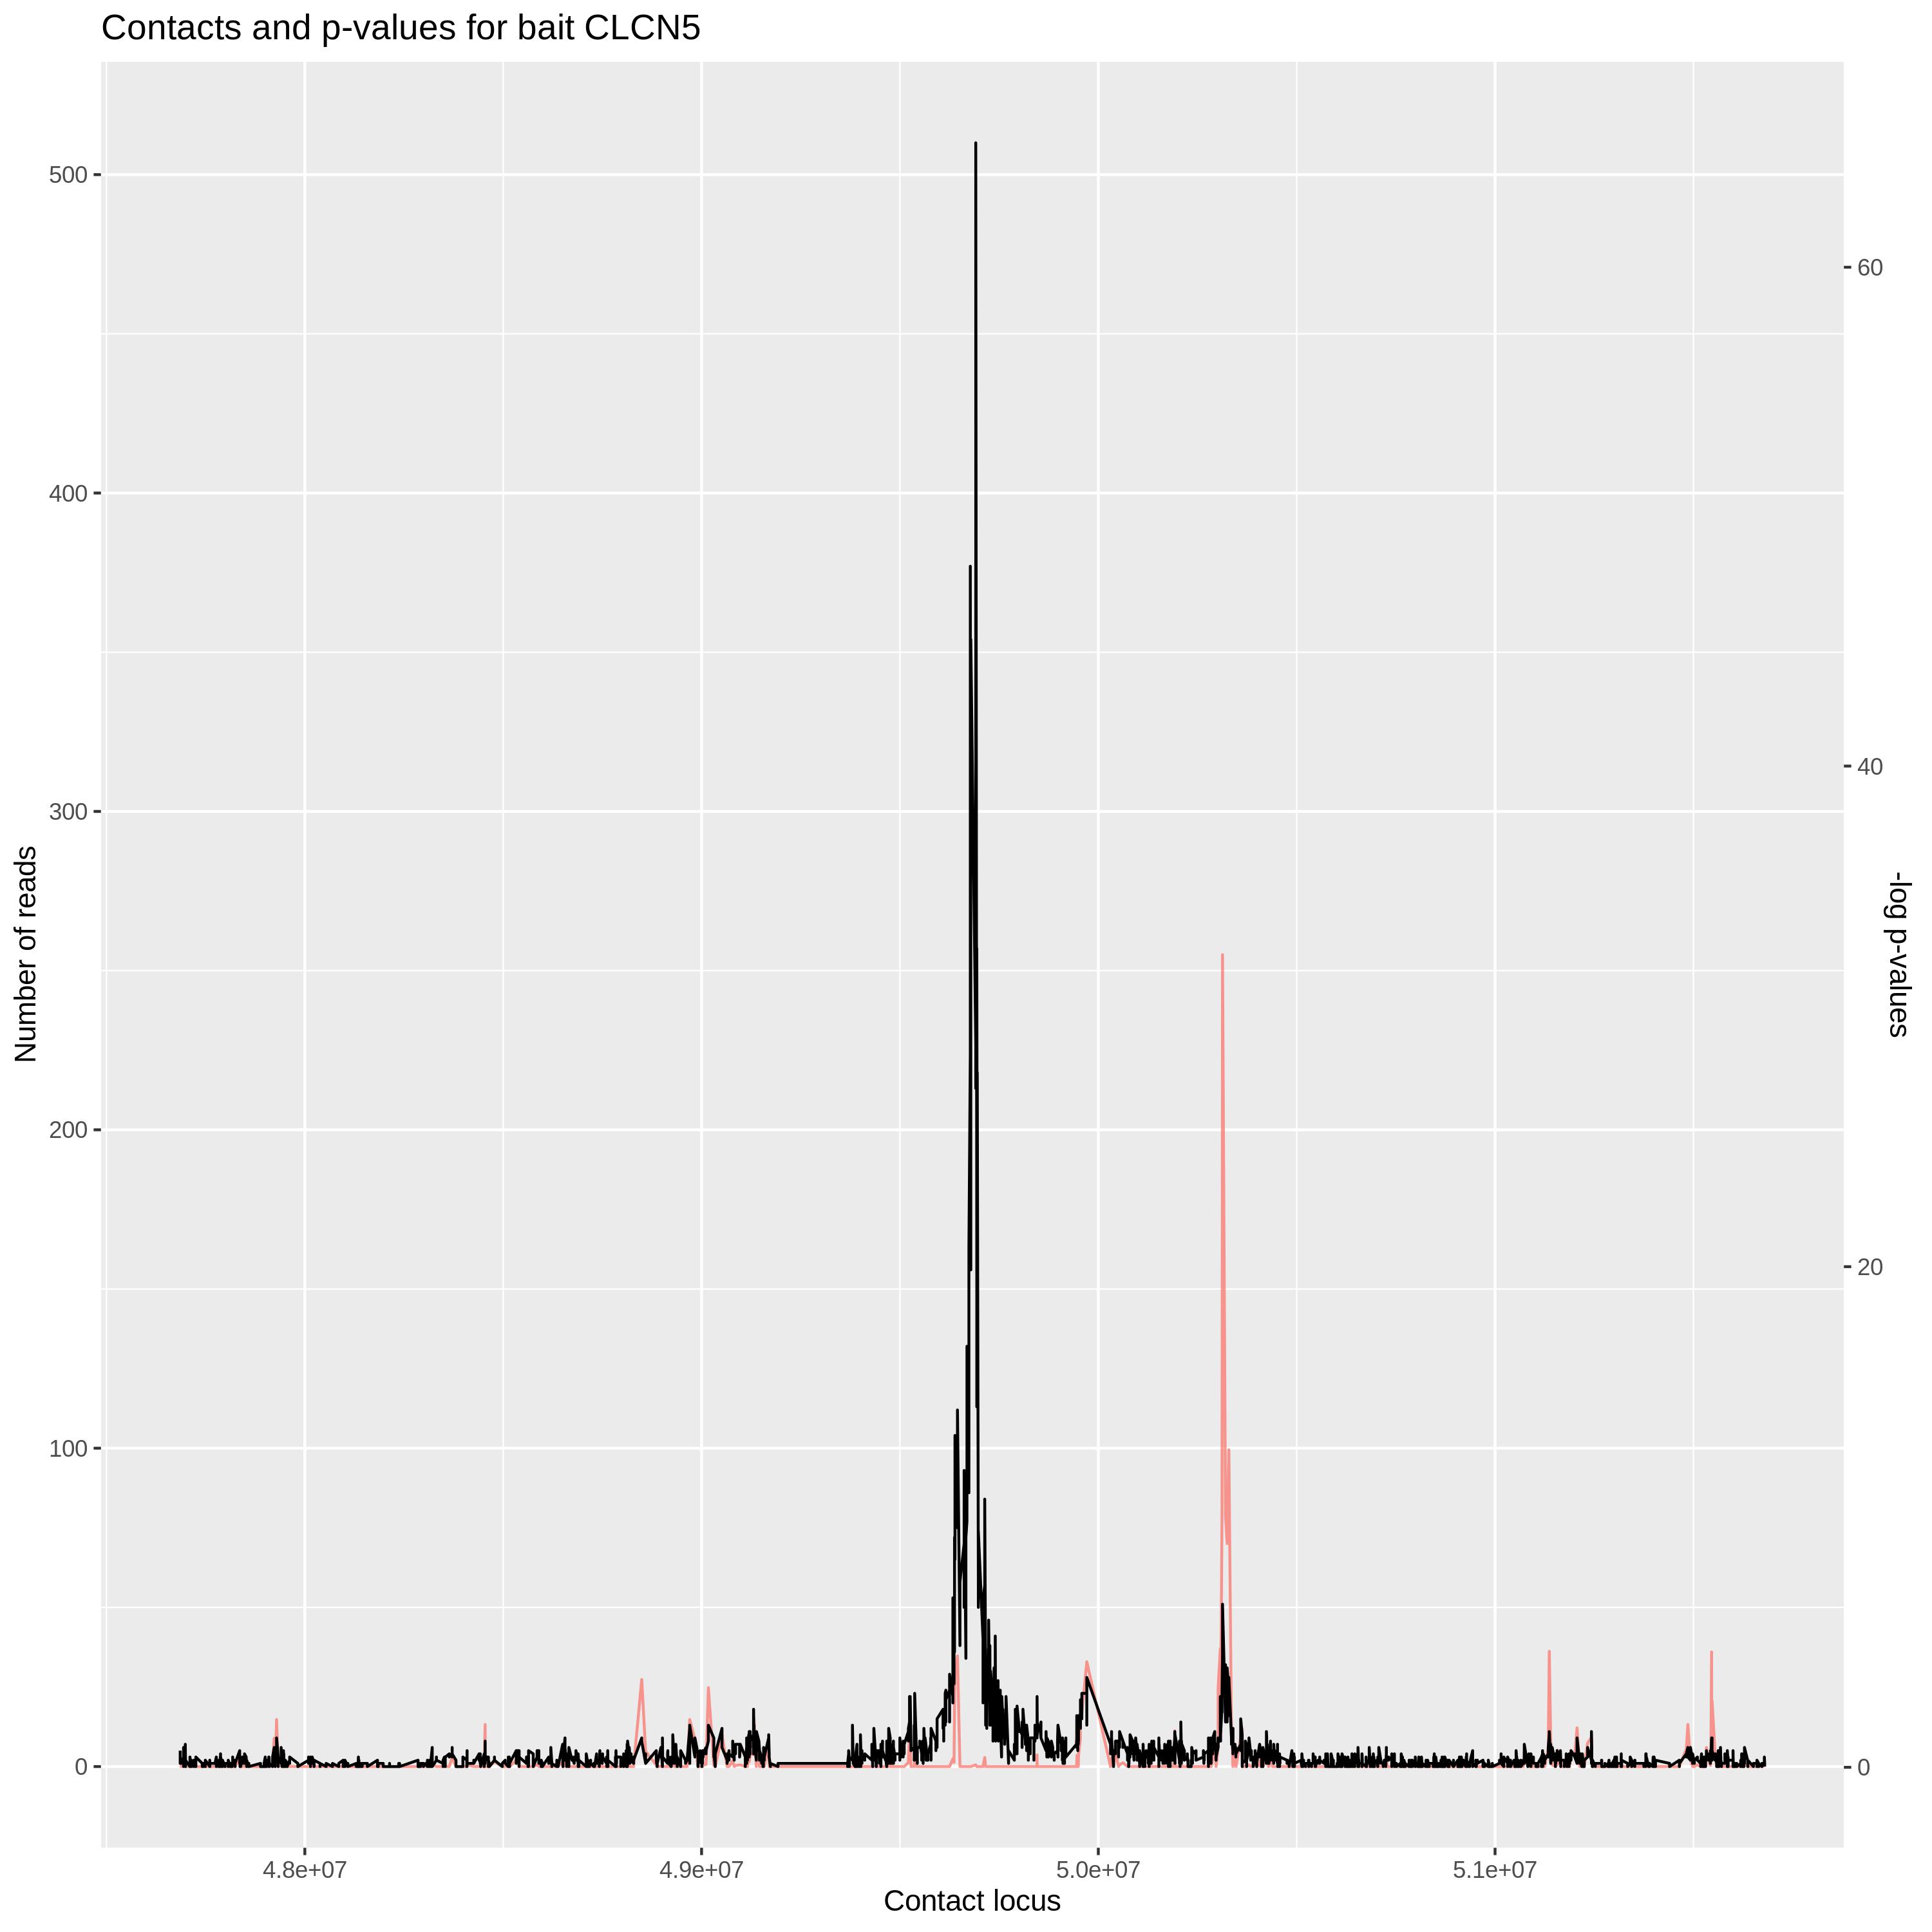 Contacts and p-values for bait CLCN5
500
400
300
200
100
0
Number of reads
60
40
20
0
-log p-values
4.8e+07
4.9e+07
5.0e+07
5.1e+07
Contact locus